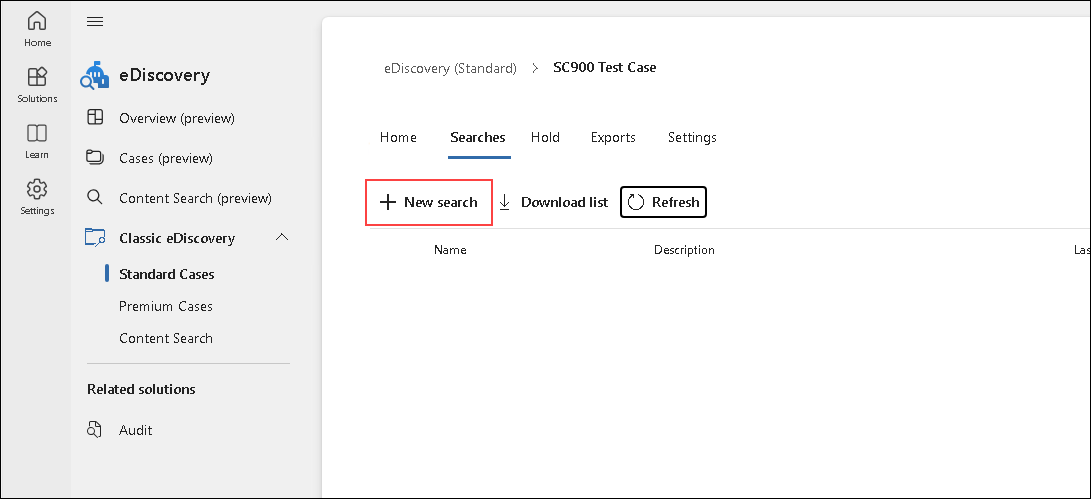 Home
Solutions
Learn
Settings
eDiscovery
Overview (preview)
Cases (preview)
Content Search (preview)
Classic eDiscovery
Standard Cases
Premium Cases
Content Search
Related solutions
Audit
eDiscovery (Standard) > SC900 Test Case
Home Searches Hold Exports Settings
New search Download list Refresh
Name Description Las